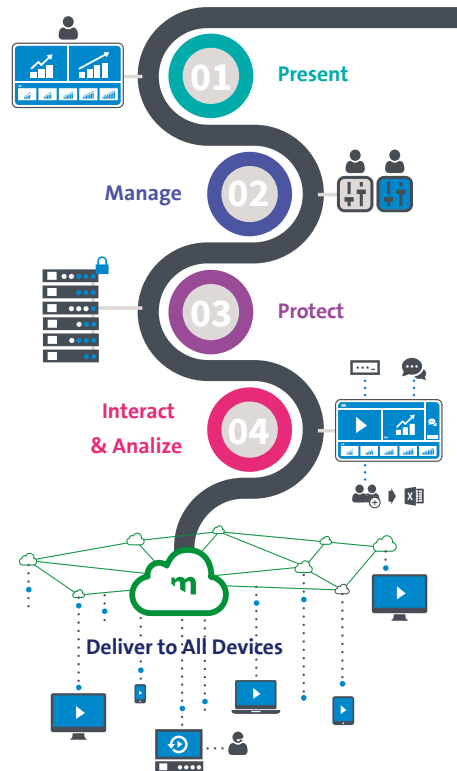 01
Present
Manage
02
03
Protect
Interact
& Analize
04
m
Deliver to All Devices